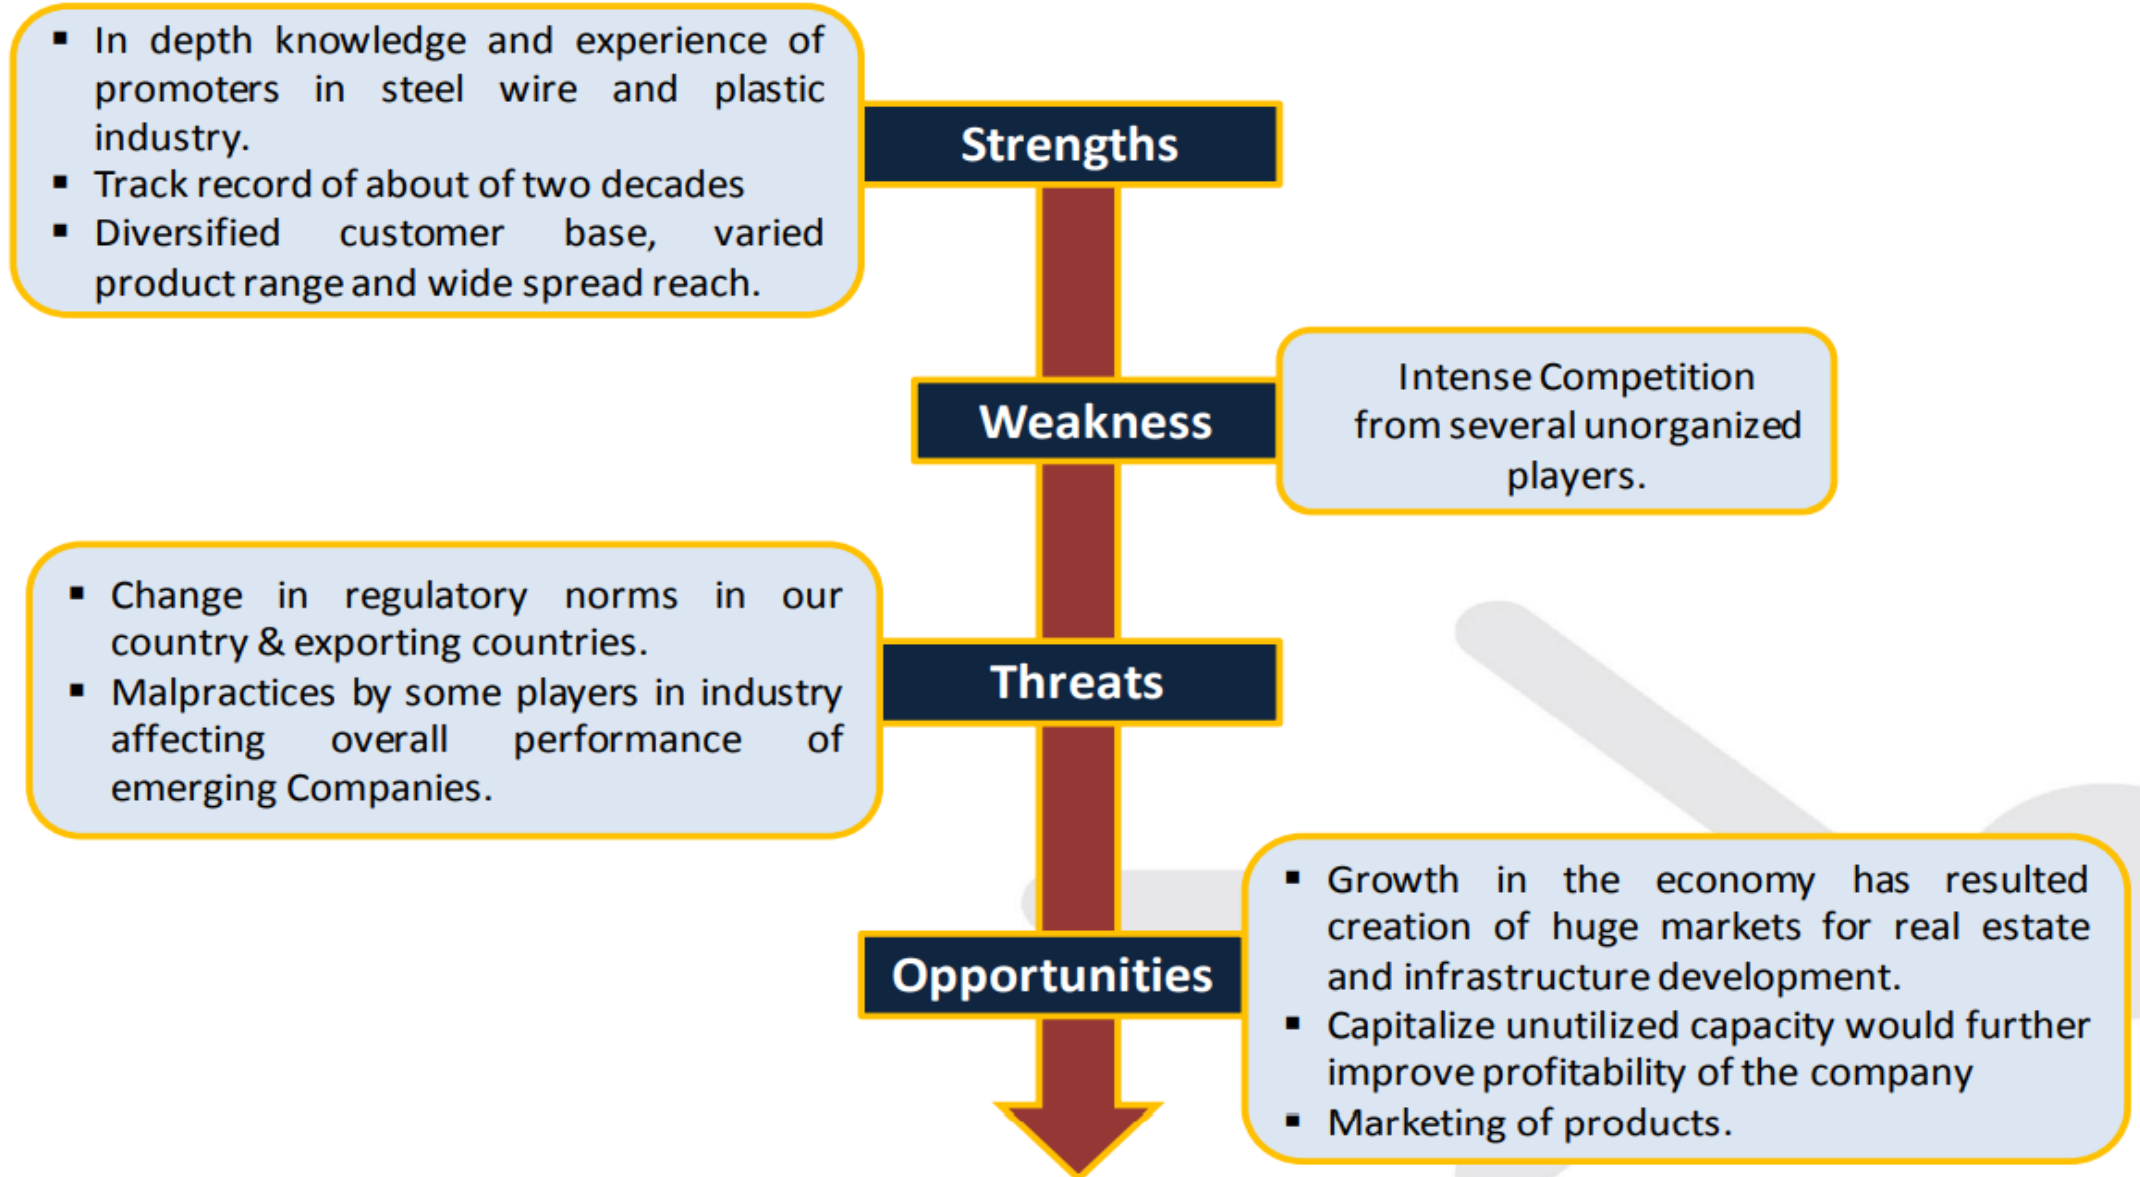 ▪ In depth knowledge and experience of
promoters in steel wire and plastic
industry.
▪ Track record of about of two decades
▪ Diversified customer base, varied
product range and wide spread reach.
Strengths
Weakness
Intense Competition
from several unorganized
players.
▪ Change in regulatory norms in our
country & exporting countries.
▪ Malpractices by some players in industry
affecting overall performance of
emerging Companies.
Threats
Opportunities
▪ Growth in the economy has resulted
creation of huge markets for real estate
and infrastructure development.
▪ Capitalize unutilized capacity would further
improve profitability of the company
▪ Marketing of products.